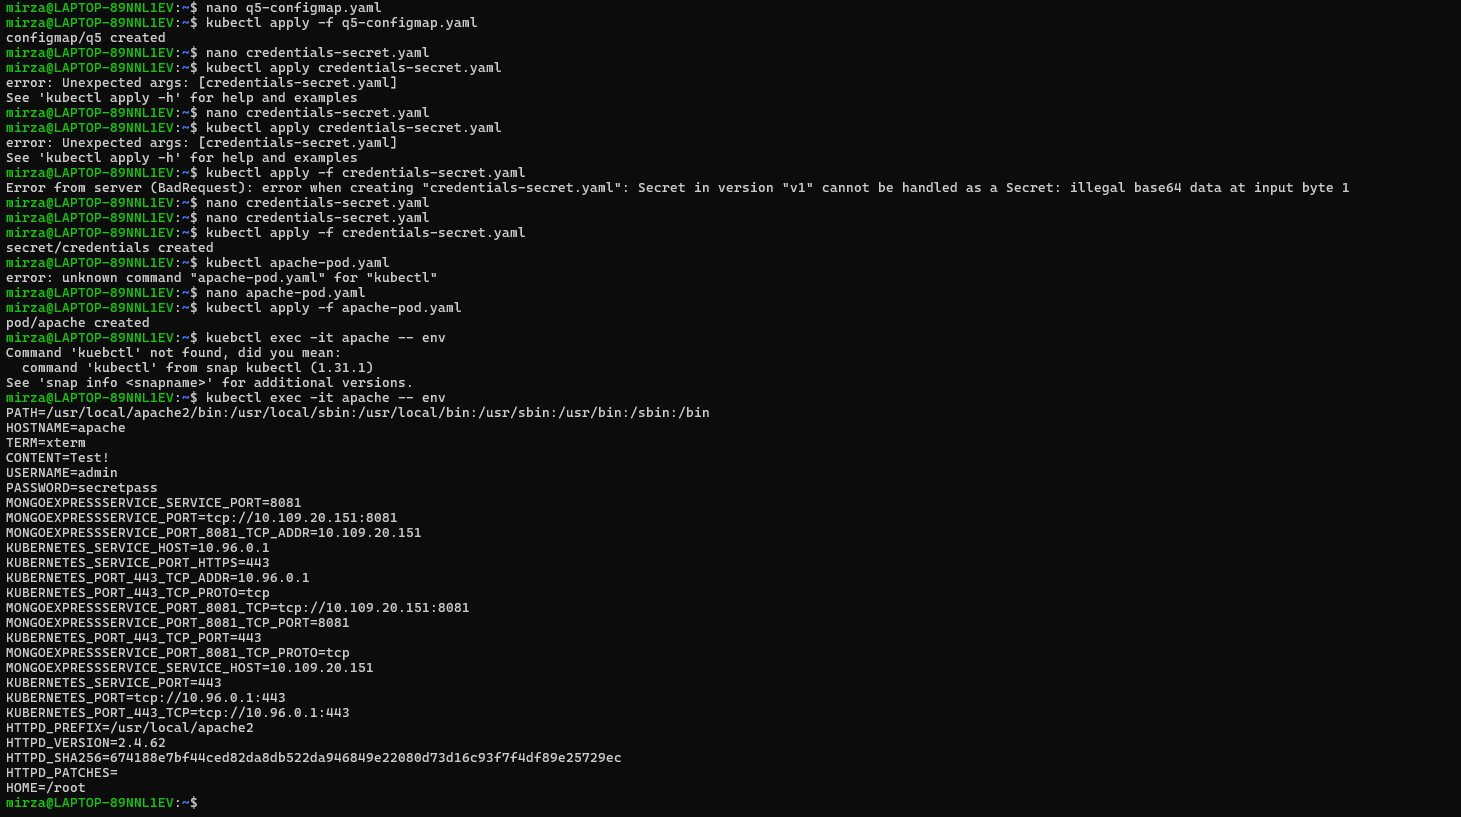 mirza@LAPTOP-89NNL1EV:~$ nano q5-configmap.yaml
mirza@LAPTOP-89NNL1EV:~$ kubectl apply -f q5-configmap.yaml
configmap/q5 created
mirza@LAPTOP-89NNL1EV:~$ nano credentials-secret.yaml
mirza@LAPTOP-89NNL1EV:~$ kubectl apply credentials-secret.yaml
error: Unexpected args: [credentials-secret.yaml]
See 'kubectl apply -h' for help and examples
mirza@LAPTOP-89NNL1EV:~$ nano credentials-secret.yaml
mirza@LAPTOP-89NNL1EV:~$ kubectl apply credentials-secret.yaml
error: Unexpected args: [credentials-secret.yaml]
See 'kubectl apply -h' for help and examples
mirza@LAPTOP-89NNL1EV:~$ kubectl apply -f credentials-secret.yaml
Error from server (BadRequest): error when creating "credentials-secret.yaml": Secret in version "v1" cannot be handled as a Secret: illegal base64 data at input byte 1
mirza@LAPTOP-89NNL1EV:~$ nano credentials-secret.yaml
mirza@LAPTOP-89NNL1EV:~$ nano credentials-secret.yaml
mirza@LAPTOP-89NNL1EV:~$ kubectl apply -f credentials-secret.yaml
secret/credentials created
mirza@LAPTOP-89NNL1EV:~$ kubectl apache-pod.yaml
error: unknown command "apache-pod.yaml" for "kubectl"
mirza@LAPTOP-89NNL1EV:~$ nano apache-pod.yaml
mirza@LAPTOP-89NNL1EV:~$ kubectl apply -f apache-pod.yaml
pod/apache created
mirza@LAPTOP-89NNL1EV:~$ kuebctl exec -it apache -- env
Command 'kuebctl' not found, did you mean:
  command 'kubectl' from snap kubectl (1.31.1)
See 'snap info <snapname>' for additional versions.
mirza@LAPTOP-89NNL1EV:~$ kubectl exec -it apache -- env
PATH=/usr/local/apache2/bin:/usr/local/sbin:/usr/local/bin:/usr/sbin:/usr/bin:/sbin:/bin
HOSTNAME=apache
TERM=xterm
CONTENT=Test!
USERNAME=admin
PASSWORD=secretpass
MONGOEXPRESSSERVICE_SERVICE_PORT=8081
MONGOEXPRESSSERVICE_PORT=tcp://10.109.20.151:8081
MONGOEXPRESSSERVICE_PORT_8081_TCP_ADDR=10.109.20.151
KUBERNETES_SERVICE_HOST=10.96.0.1
KUBERNETES_SERVICE_PORT_HTTPS=443
KUBERNETES_PORT_443_TCP_ADDR=10.96.0.1
KUBERNETES_PORT_443_TCP_PROTO=tcp
MONGOEXPRESSSERVICE_PORT_8081_TCP=tcp://10.109.20.151:8081
MONGOEXPRESSSERVICE_PORT_8081_TCP_PORT=8081
KUBERNETES_PORT_443_TCP_PORT=443
MONGOEXPRESSSERVICE_PORT_8081_TCP_PROTO=tcp
MONGOEXPRESSSERVICE_SERVICE_HOST=10.109.20.151
KUBERNETES_SERVICE_PORT=443
KUBERNETES_PORT=tcp://10.96.0.1:443
KUBERNETES_PORT_443_TCP=tcp://10.96.0.1:443
HTTPD_PREFIX=/usr/local/apache2
HTTPD_VERSION=2.4.62
HTTPD_SHA256=674188e7bf44ced82da8db522da946849e22080d73d16c93f7f4df89e25729ec
HTTPD_PATCHES=
HOME=/root
mirza@LAPTOP-89NNL1EV:~$